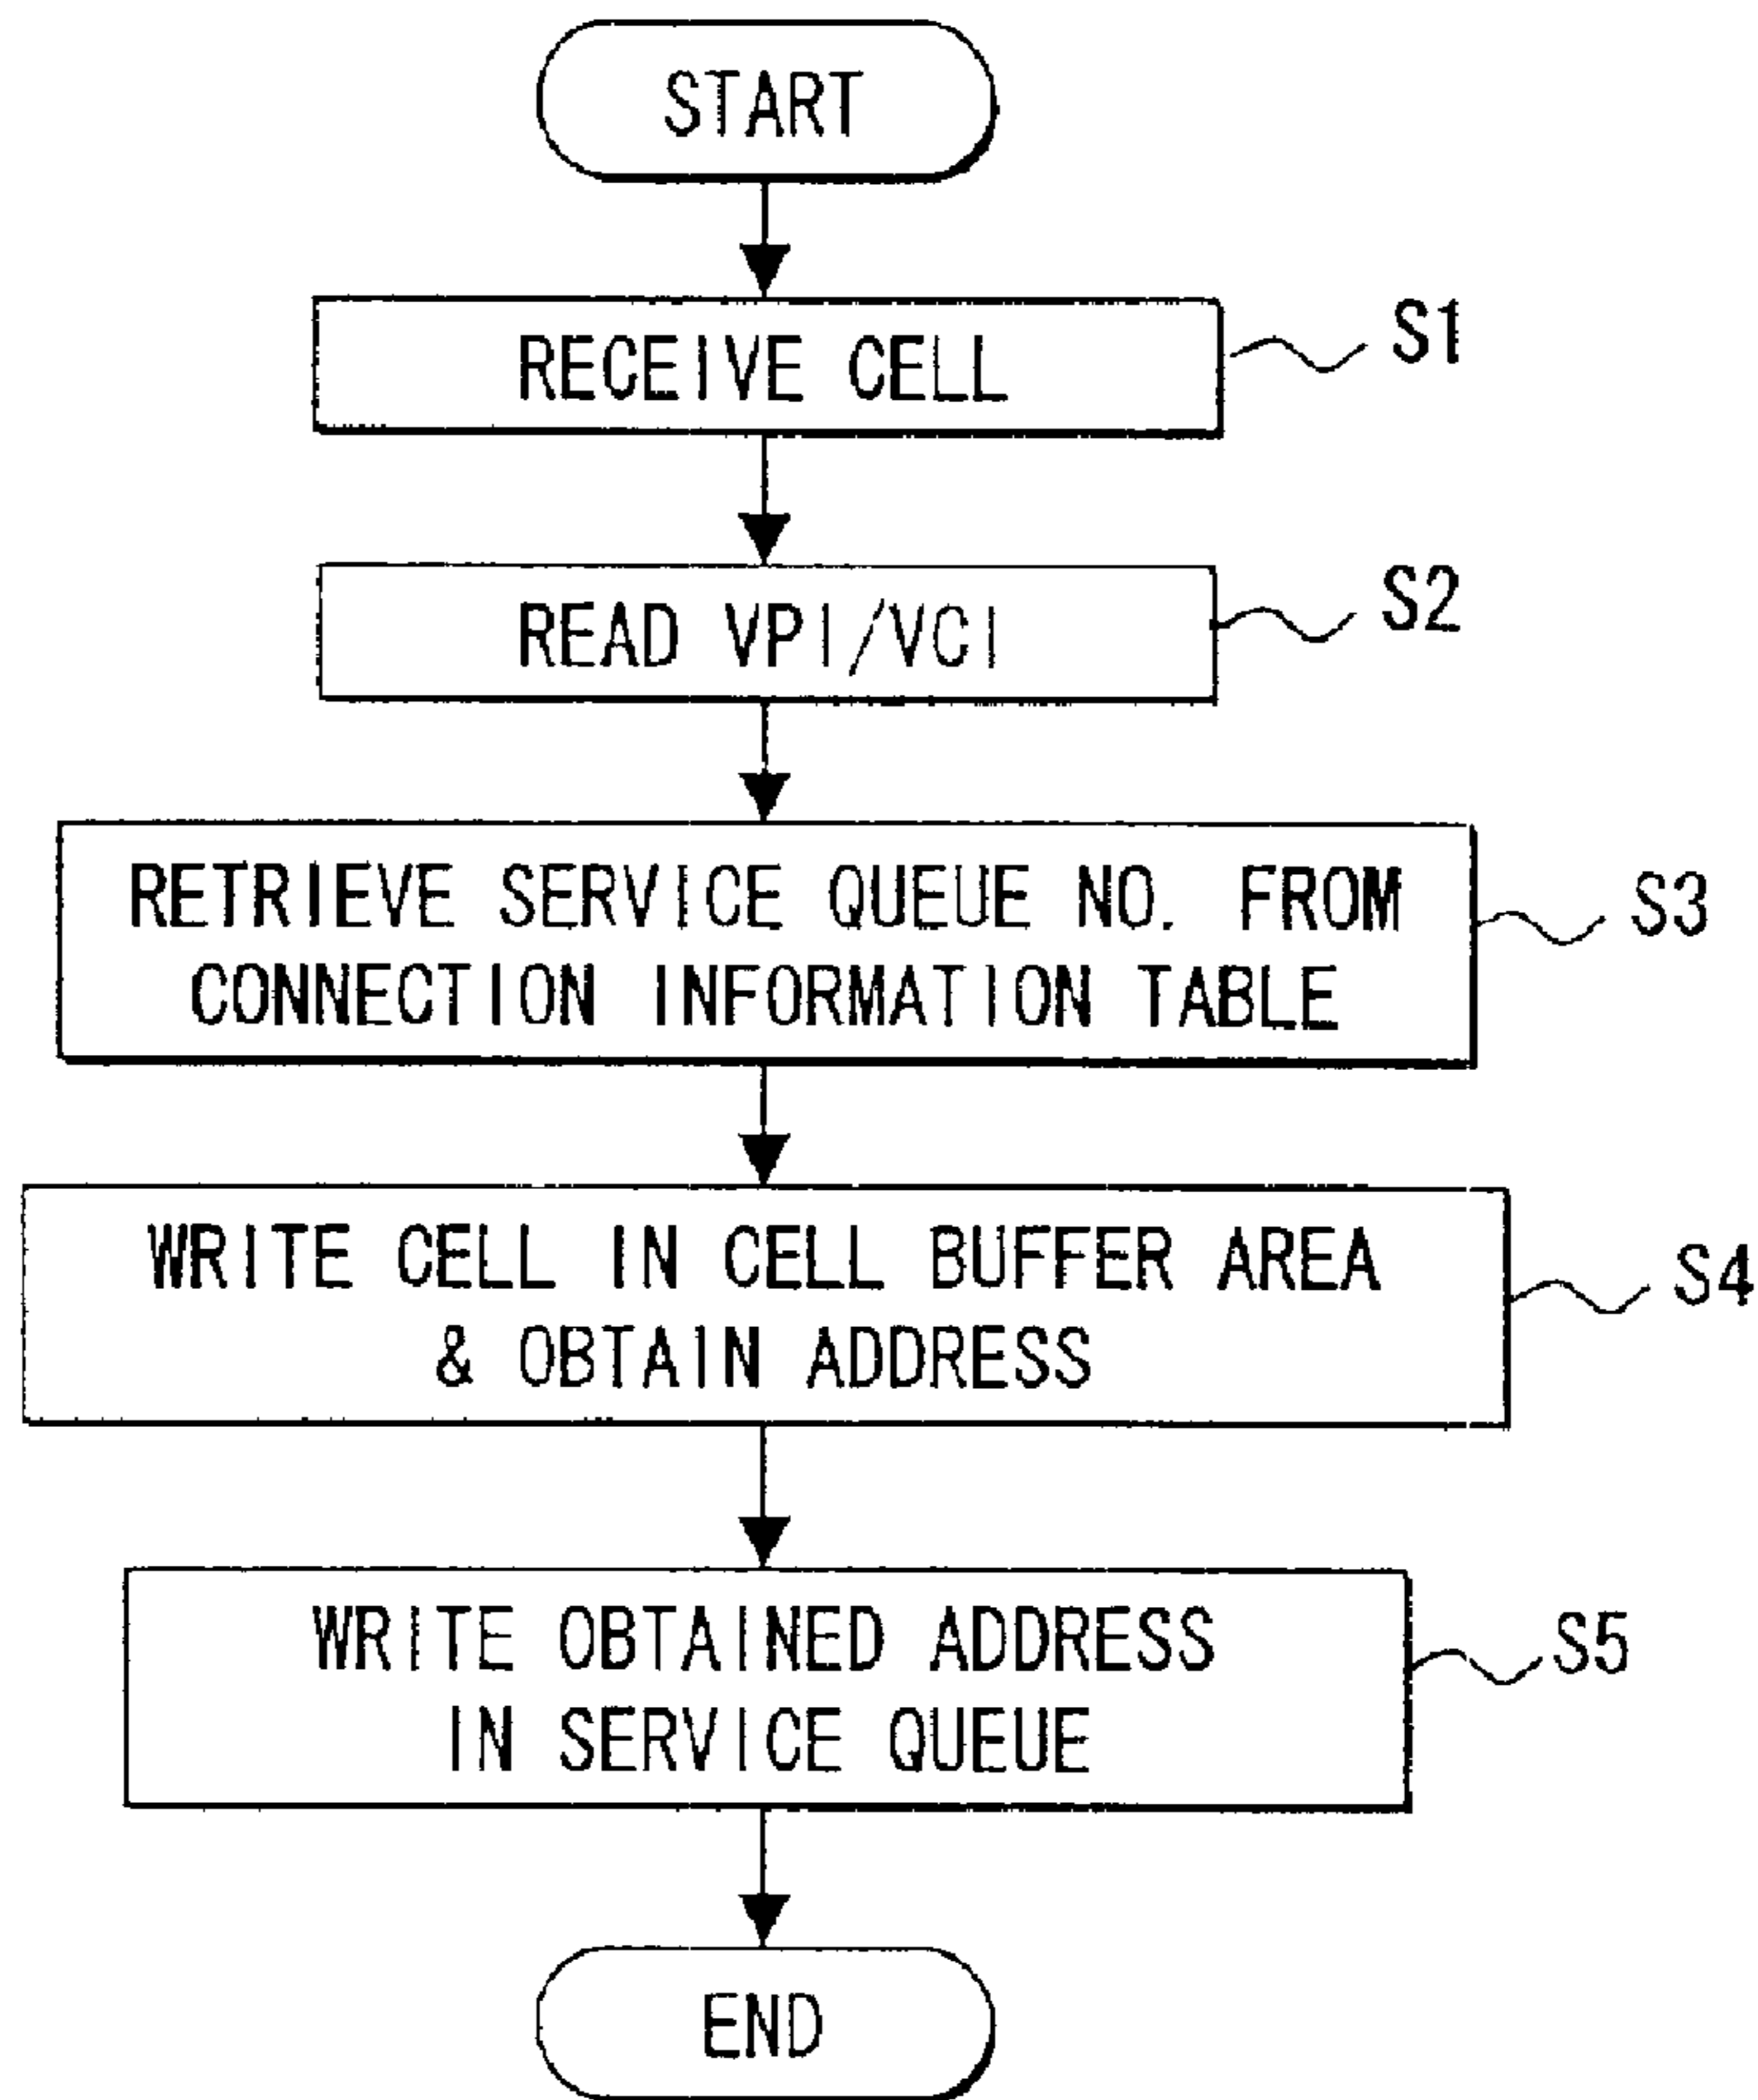 START
RECEIVE CELL
S1
READ VPI/VCI
S2
RETRIEVE SERVICE QUEUE NO. FROM
CONNECTION INFORMATION TABLE
S3
WRITE CELL IN CELL BUFFER AREA
& OBTAIN ADDRESS
S4
WRITE OBTAINED ADDRESS
IN SERVICE QUEUE
S5
END